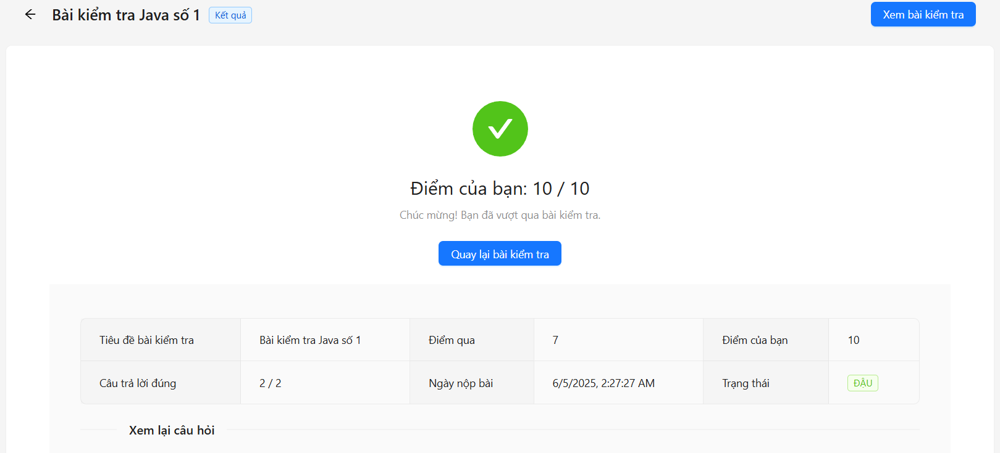 Bài kiểm tra Java số 1 Kết quả Xem bài kiểm tra
Điểm của bạn: 10 / 10
Chúc mừng! Bạn đã vượt qua bài kiểm tra.
Quay lại bài kiểm tra
Tiêu đề bài kiểm tra Bài kiểm tra Java số 1 Điểm qua 7 Điểm của bạn 10
Câu trả lời đúng 2 / 2 Ngày nộp bài 6/5/2025, 2:27:27 AM Trạng thái ĐẬU
Xem lại câu hỏi